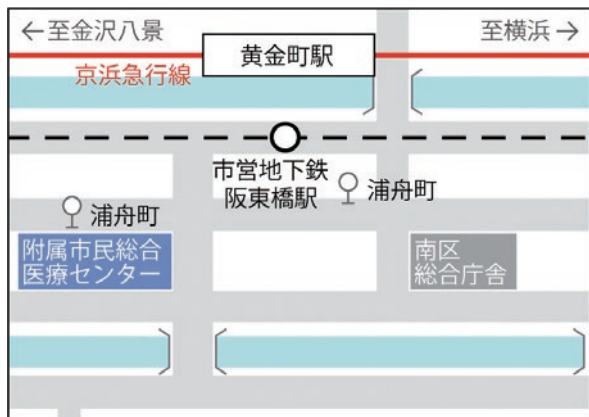 ←至金沢八景
至横浜→
黄金町駅
京浜急行線
市営地下鉄
阪東橋駅
浦舟町
浦舟町
附属市民総合
医療センター
南区
総合庁舎